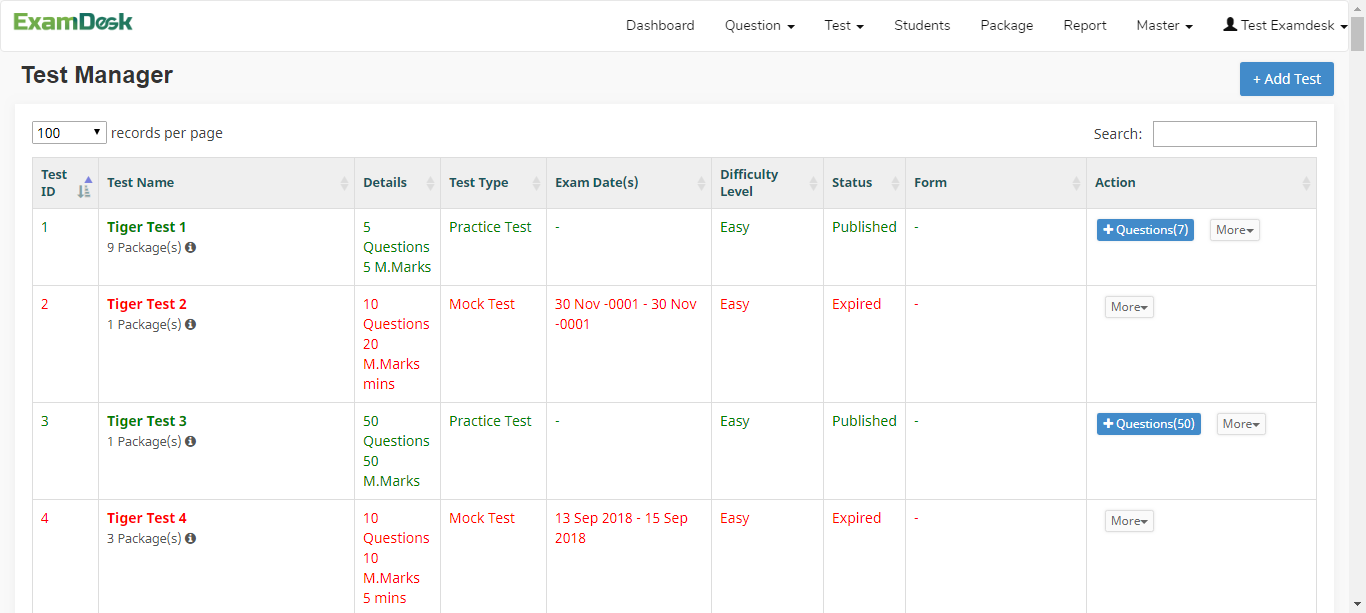 ExamDesk
Dashboard Question Test Students Package Report Master Test Examdesk
Test Manager
+ Add Test
100 records per page
Search:
Test ID Test Name Details Test Type Exam Date(s) Difficulty Level Status Form Action
1 Tiger Test 1 5 Practice Test - Easy Published - Questions(7) More
9 Package(s) Questions
5 M.Marks
2 Tiger Test 2 10 Mock Test 30 Nov -0001 - 30 Nov Easy Expired - More
1 Package(s) Questions -0001
20
M.Marks
mins
3 Tiger Test 3 50 Practice Test - Easy Published - Questions(50) More
1 Package(s) Questions
50
M.Marks
4 Tiger Test 4 10 Mock Test 13 Sep 2018 - 15 Sep Easy Expired - More
3 Package(s) Questions 2018
10
M.Marks
5 mins